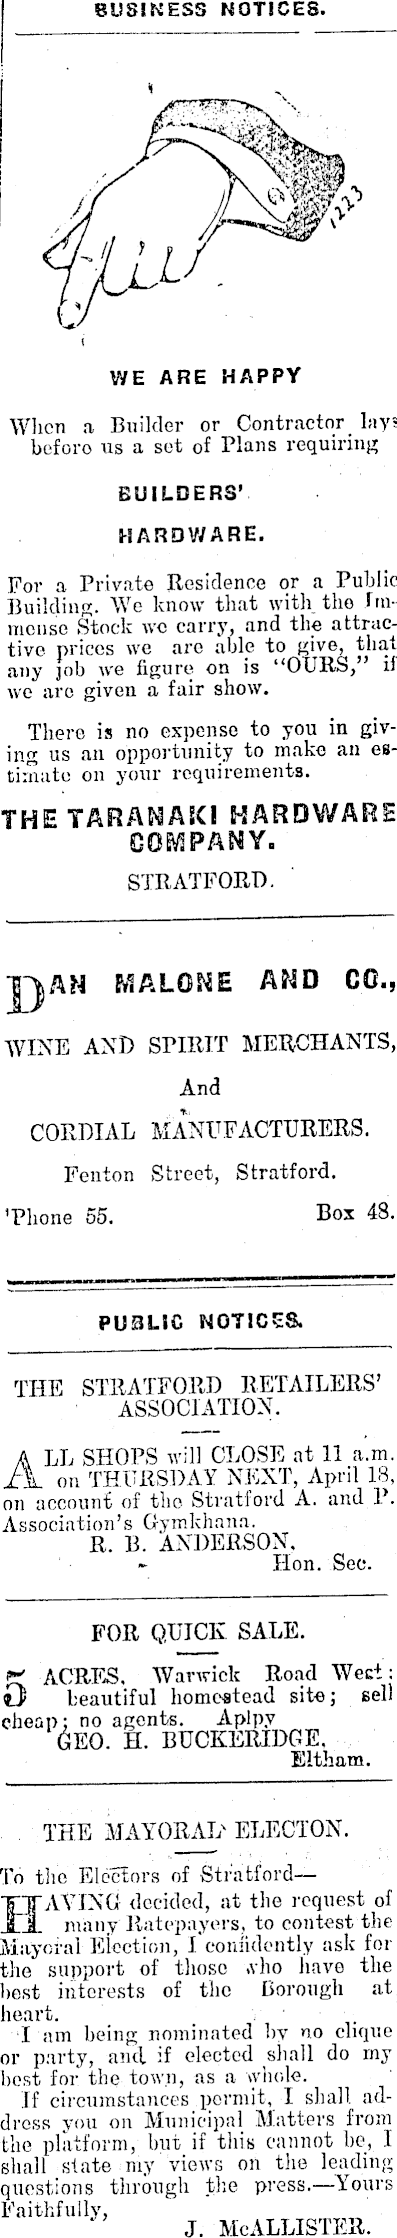 BUSINESS NOTICES.
1223
WE ARE HAPPY
When a Builder or Contractor lays
before us a set of Plans requiring
BUILDERS'
HARDWARE.
For a Private Residence or a Public
Building. We know that with the Im-
mense Stock we carry, and the attrac-
tive prices we are able to give, that
any job we figure on is "OURS," if
we are given a fair show.
There is no expense to you in giv-
ing us an opportunity to make an es-
timate on your requirements.
THE TARANAKI HARDWARE
COMPANY.
STRATFORD.
DAN MALONE AND CO.,
WINE AND SPIRIT MERCHANTS,
And
CORDIAL MANUFACTURERS.
Fenton Street, Stratford.
'Phone 55. Box 48.
PUBLIC NOTICES.
THE STRATFORD RETAILERS'
ASSOCIATION.
ALL SHOPS will CLOSE at 11 a.m.
on THURSDAY NEXT, April 18,
on account of the Stratford A. and P.
Association's Gymkhana.
R. B. ANDERSON,
Hon. Sec.
FOR QUICK SALE.
5 ACRES, Warwick Road West:
beautiful homestead site; sell
cheap; no agents. Aplpy
GEO. H. BUCKERIDGE,
Eltham.
THE MAYORAL ELECTON.
To the Electors of Stratford—
HAVING decided, at the request of
many Ratepayers, to contest the
Mayoral Election, I confidently ask for
the support of those who have the
best interests of the Borough at
heart.
I am being nominated by no clique
or party, and if elected shall do my
best for the town, as a whole.
If circumstances permit, I shall ad-
dress you on Municipal Matters from
the platform, but if this cannot be, I
shall state my views on the leading
questions through the press.—Yours
Faithfully,
J. McALLISTER.